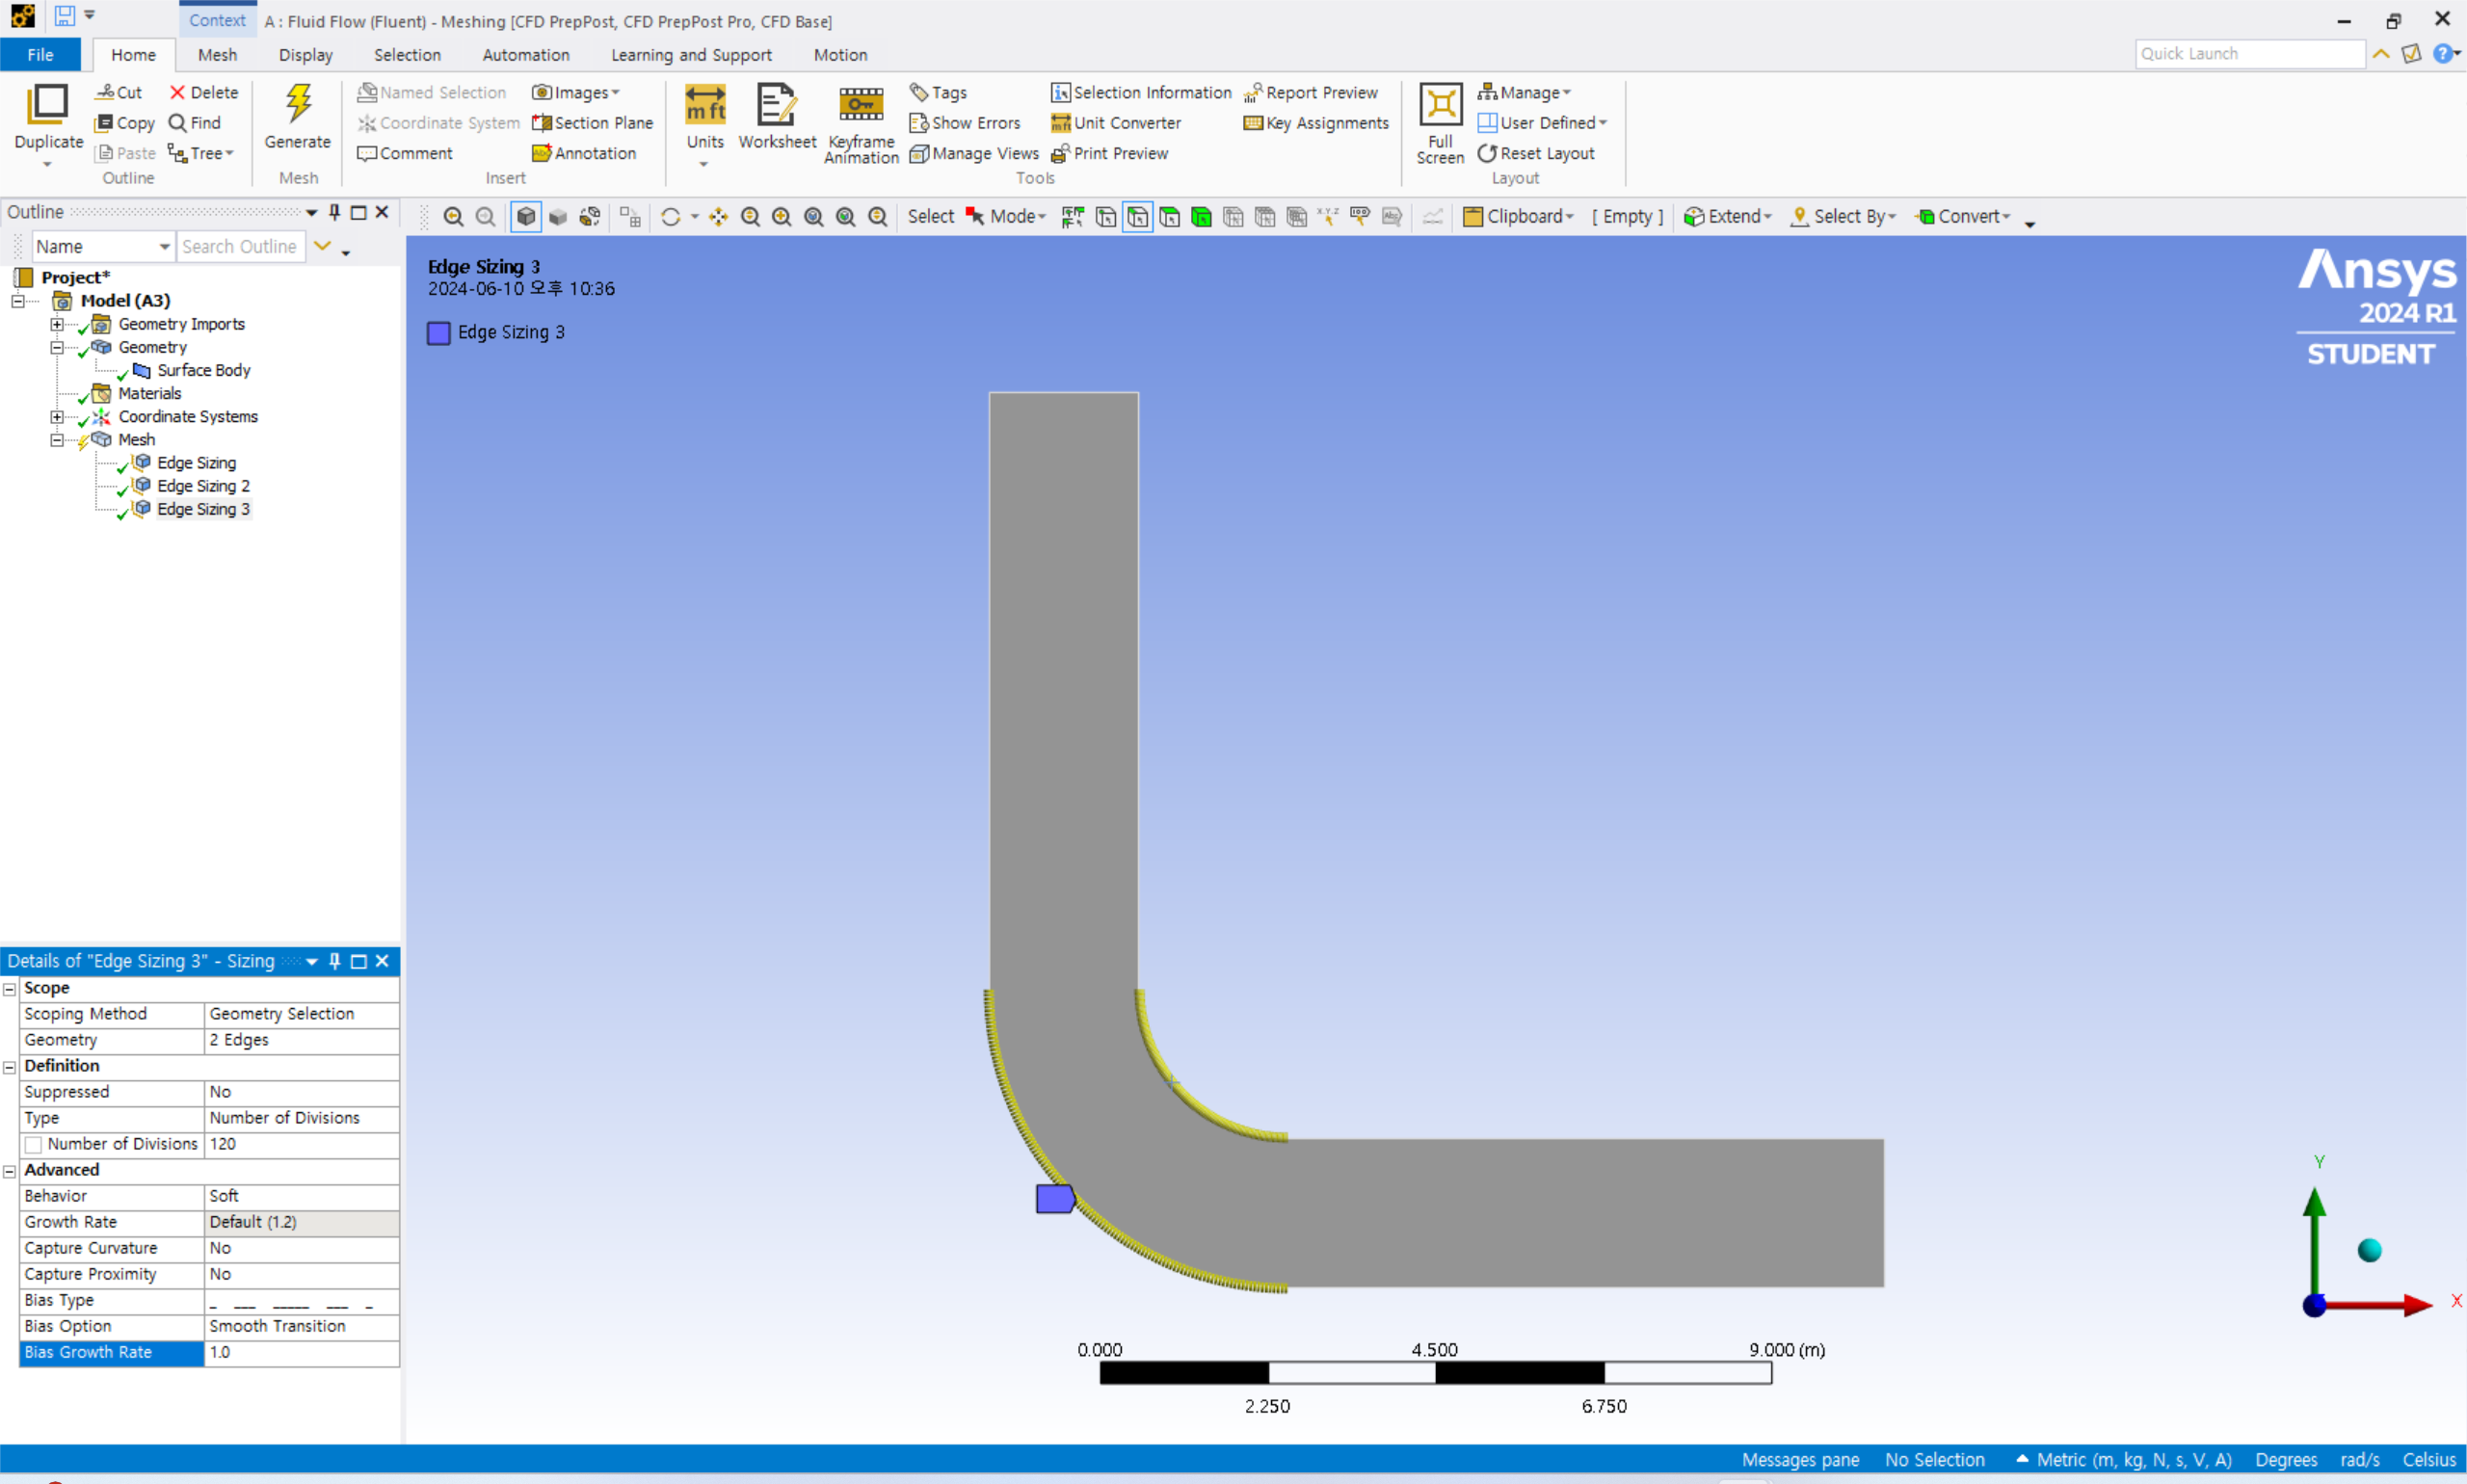 Context A : Fluid Flow (Fluent) - Meshing [CFD PrepPost, CFD PrepPost Pro, CFD Base]
File Home Mesh Display Selection Automation Learning and Support Motion Quick Launch
Duplicate Cut Delete Copy Find Paste Tree Outline
Generate Mesh
Named Selection Images
Coordinate System Section Plane
Comment Annotation
Insert
Units Worksheet Keyframe Animation
Tags Selection Information Report Preview
Show Errors Unit Converter Key Assignments
Manage Views Print Preview
Tools
Full Screen Manage User Defined Reset Layout
Layout
Outline
Name Search Outline
Select Mode Clipboard [ Empty ] Extend Select By Convert
Project*
Model (A3)
Geometry Imports
Geometry
Surface Body
Materials
Coordinate Systems
Mesh
Edge Sizing
Edge Sizing 2
Edge Sizing 3
Edge Sizing 3
2024-06-10 오후 10:36
Edge Sizing 3
Ansys
2024 R1
STUDENT
Details of "Edge Sizing 3" - Sizing
Scope
Scoping Method Geometry Selection
Geometry 2 Edges
Definition
Suppressed No
Type Number of Divisions
Number of Divisions 120
Advanced
Behavior Soft
Growth Rate Default (1.2)
Capture Curvature No
Capture Proximity No
Bias Type _ __ ___ __ _
Bias Option Smooth Transition
Bias Growth Rate 1.0
Y
X
0.000 4.500 9.000 (m)
2.250 6.750
Messages pane No Selection Metric (m, kg, N, s, V, A) Degrees rad/s Celsius